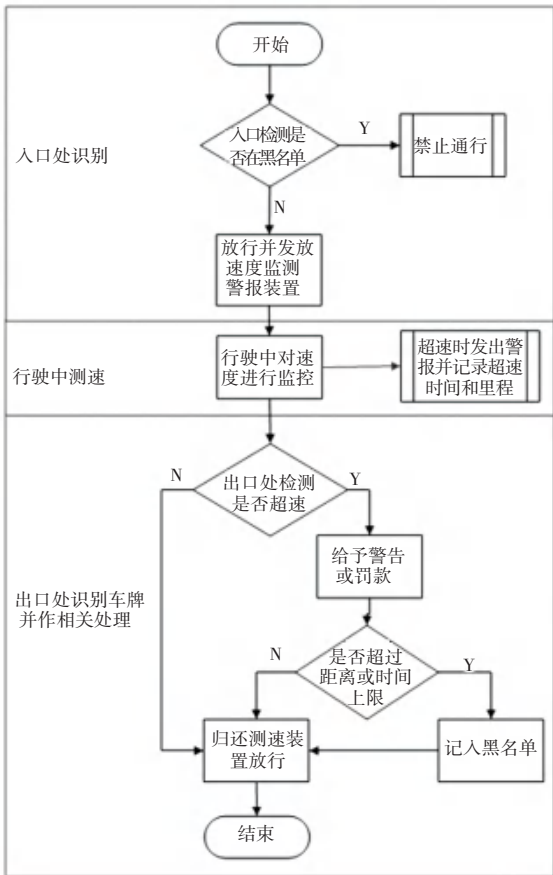 开始
入口检测是
否在黑名单
Y
禁止通行
入口处识别
N
放行并发放
速度监测
警报装置
行驶中测速
行驶中对速
度进行监控
超速时发出警
报并记录超速
时间和里程
N
出口处检测
是否超速
Y
给予警告
或罚款
出口处识别车牌
并作相关处理
N
是否超过
距离或时间
上限
Y
归还测速装
置放行
记入黑名单
结束